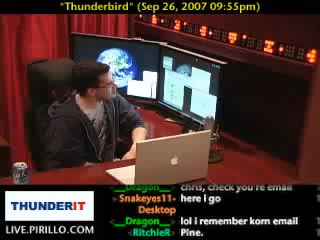 "Thunderbird" (Sep 26, 2007 09:55pm)
THUNDERIT
LIVE.PIRILLO.COM
__Dragon__: chris, check you're email
Snakeyes11- here i go
Desktop
__Dragon__: lol i remember korn email
<RitchieR> Pine.